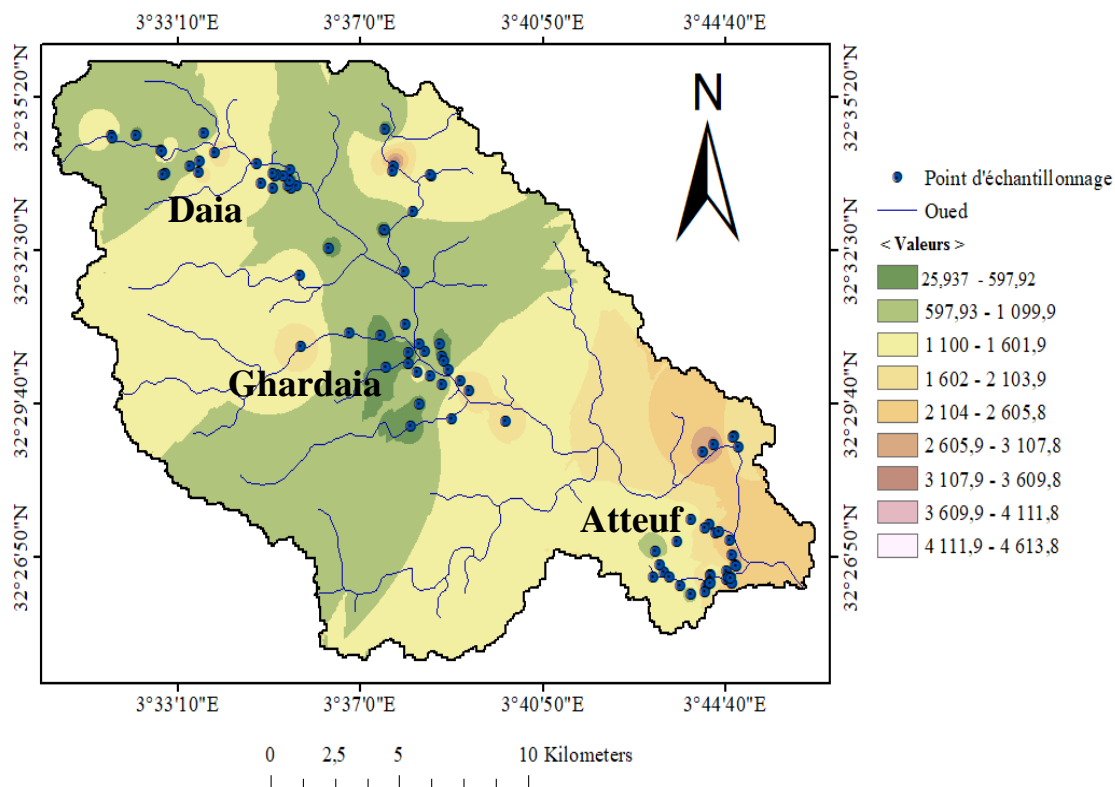 3°33'10"E 3°37'0"E 3°40'50"E 3°44'40"E
32°35'20"N
32°32'30"N
32°29'40"N
32°26'50"N
Daia
Ghardaia
Atteuf
32°35'20"N
32°32'30"N
32°29'40"N
32°26'50"N
3°33'10"E 3°37'0"E 3°40'50"E 3°44'40"E
N
Point d'échantillonnage
Oued
< Valeurs >
25,937 - 597,92
597,93 - 1 099,9
1 100 - 1 601,9
1 602 - 2 103,9
2 104 - 2 605,8
2 605,9 - 3 107,8
3 107,9 - 3 609,8
3 609,9 - 4 111,8
4 111,9 - 4 613,8
0 2,5 5 10 Kilometers